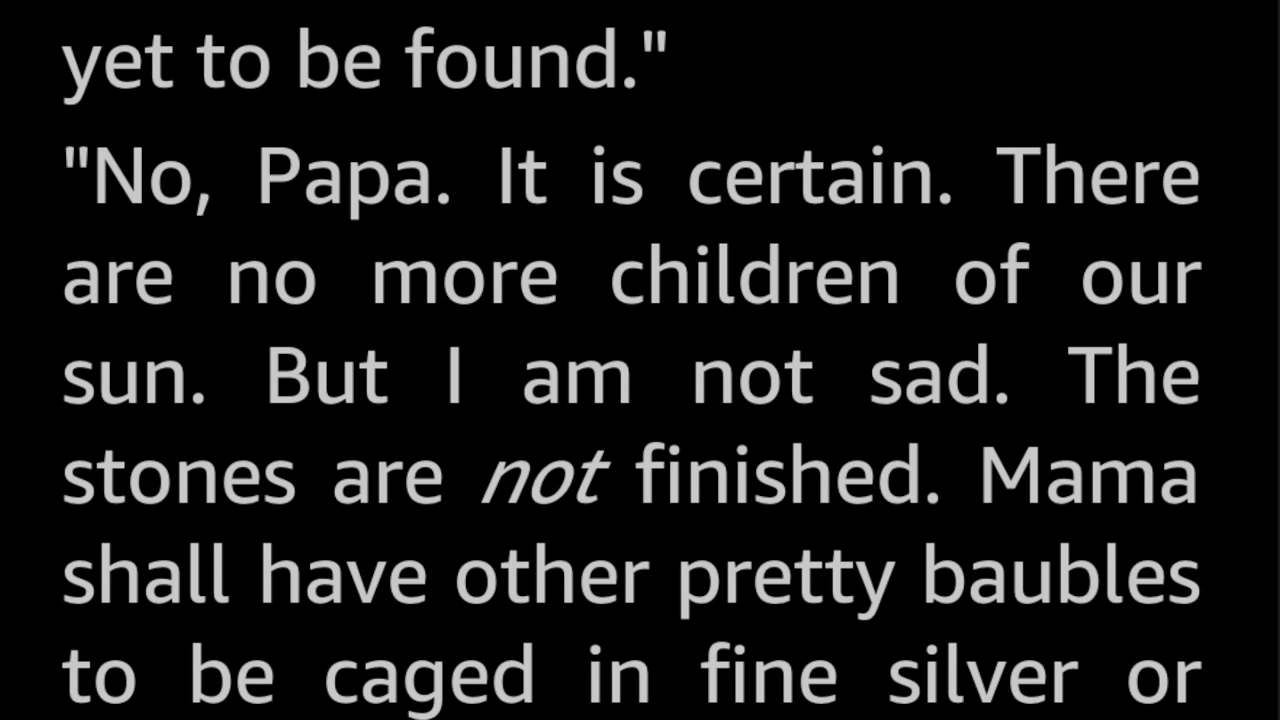 yet to be found."
"No, Papa. It is certain. There
are no more children of our
sun. But I am not sad. The
stones are not finished. Mama
shall have other pretty baubles
to be caged in fine silver or